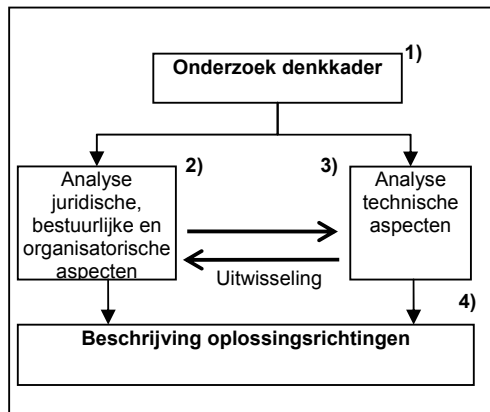 1)
Onderzoek denkkader
2)
Analyse
juridische,
bestuurlijke en
organisatorische
aspecten
3)
Analyse
technische
aspecten
Uitwisseling
4)
Beschrijving oplossingsrichtingen